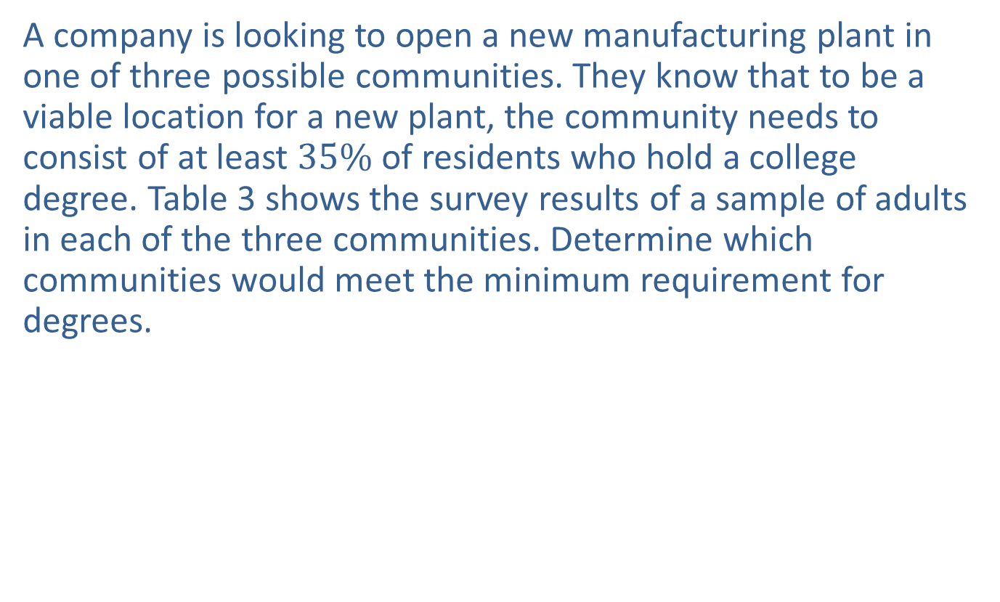 A company is looking to open a new manufacturing plant in
one of three possible communities. They know that to be a
viable location for a new plant, the community needs to
consist of at least 35% of residents who hold a college
degree. Table 3 shows the survey results of a sample of adults
in each of the three communities. Determine which
communities would meet the minimum requirement for
degrees.